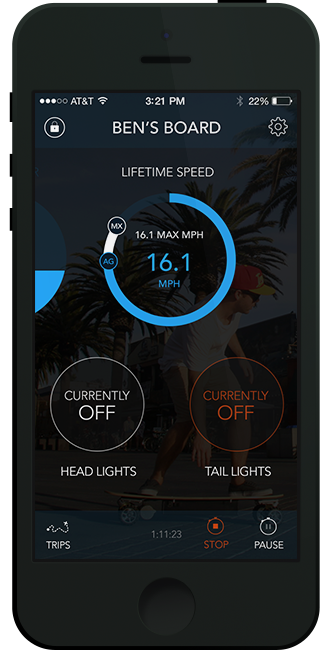 AT&T 3:21 PM 22%
BEN'S BOARD
LIFETIME SPEED
MX
16.1 MAX MPH
AG
16.1
MPH
CURRENTLY
OFF
CURRENTLY
OFF
HEAD LIGHTS
TAIL LIGHTS
TRIPS
1:11:23
STOP
PAUSE